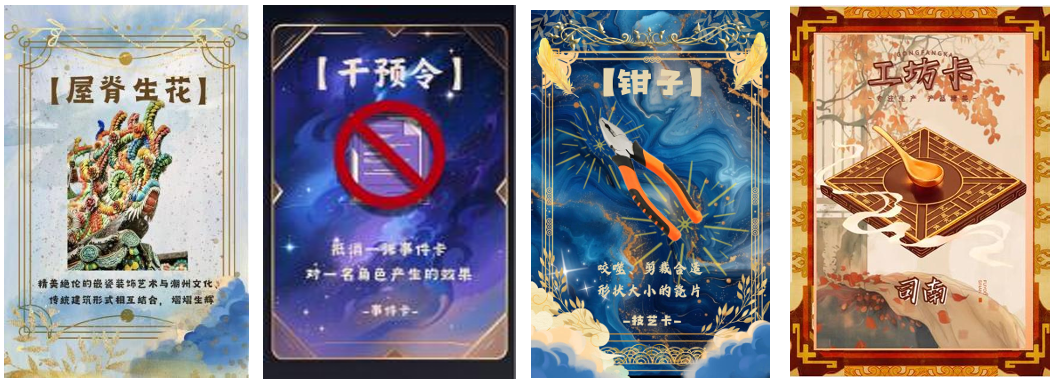 【屋脊生花】
精美绝伦的嵌瓷装饰艺术与潮州文化、
传统建筑形式相互结合，熠熠生辉
【干预令】
抵消一张事件卡
对一名角色产生的效果
-事件卡-
【钳子】
剪裁合适
形状大小的瓷片
-技艺卡-
GONGFANGKA
工坊卡
司南